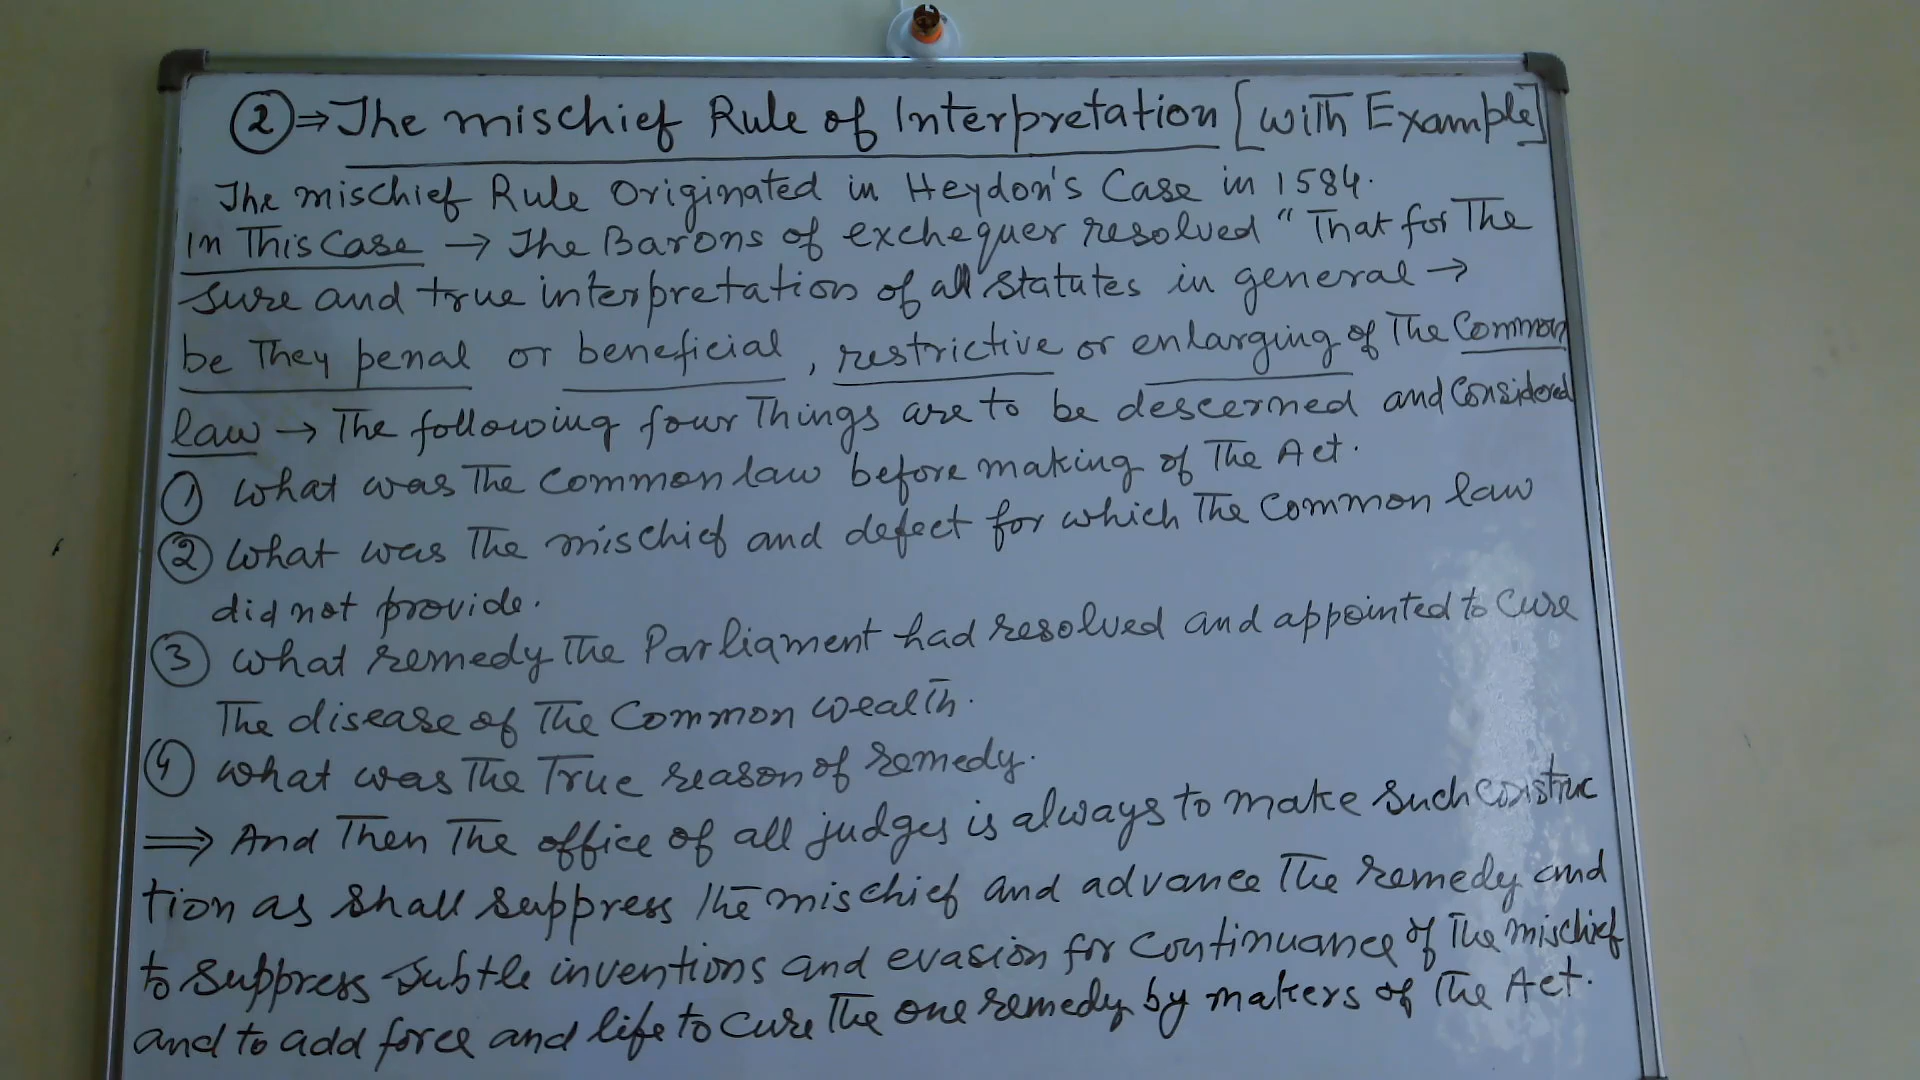 ② ⇒ The mischief Rule of Interpretation [with Example]
The mischief Rule Originated in Heydon's Case in 1584.
In This Case → The Barons of exchequer resolved " That for The
sure and true interpretation of all statutes in general →
be They penal or beneficial, restrictive or enlarging of The Common
law → The following four Things are to be descerned and Considered
① what was The Common law before making of The Act.
② what was The mischief and defect for which The Common law
did not provide.
③ what remedy The Parliament had resolved and appointed to Cure
The disease of The Common wealth.
④ what was The True reason of remedy.
⇒ And Then The office of all judges is always to make such construc
tion as shall suppress The mischief and advance The remedy and
to suppress subtle inventions and evasion for Continuance of The mischief
and to add force and life to Cure The one remedy by makers of The Act.